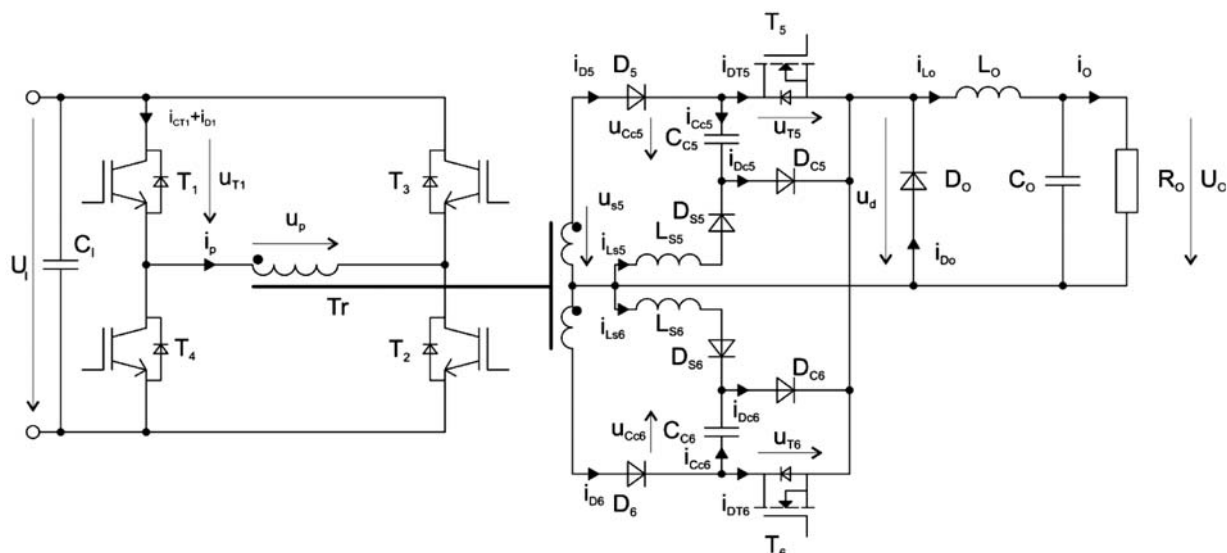 T5
iD5
D5
iDT5
iLo
LO
iO
iCT1+iD1
uCc5
iCc5
CC5
uT5
T1
uT1
T3
iDc5
DC5
us5
DS5
ud
DO
CO
RO
UO
up
iLs5
LS5
CI
ip
iDo
UI
Tr
iLs6
LS6
DS6
T4
T2
DC6
uCc6
CC6
iDc6
uT6
iCc6
iD6
D6
iDT6
T6